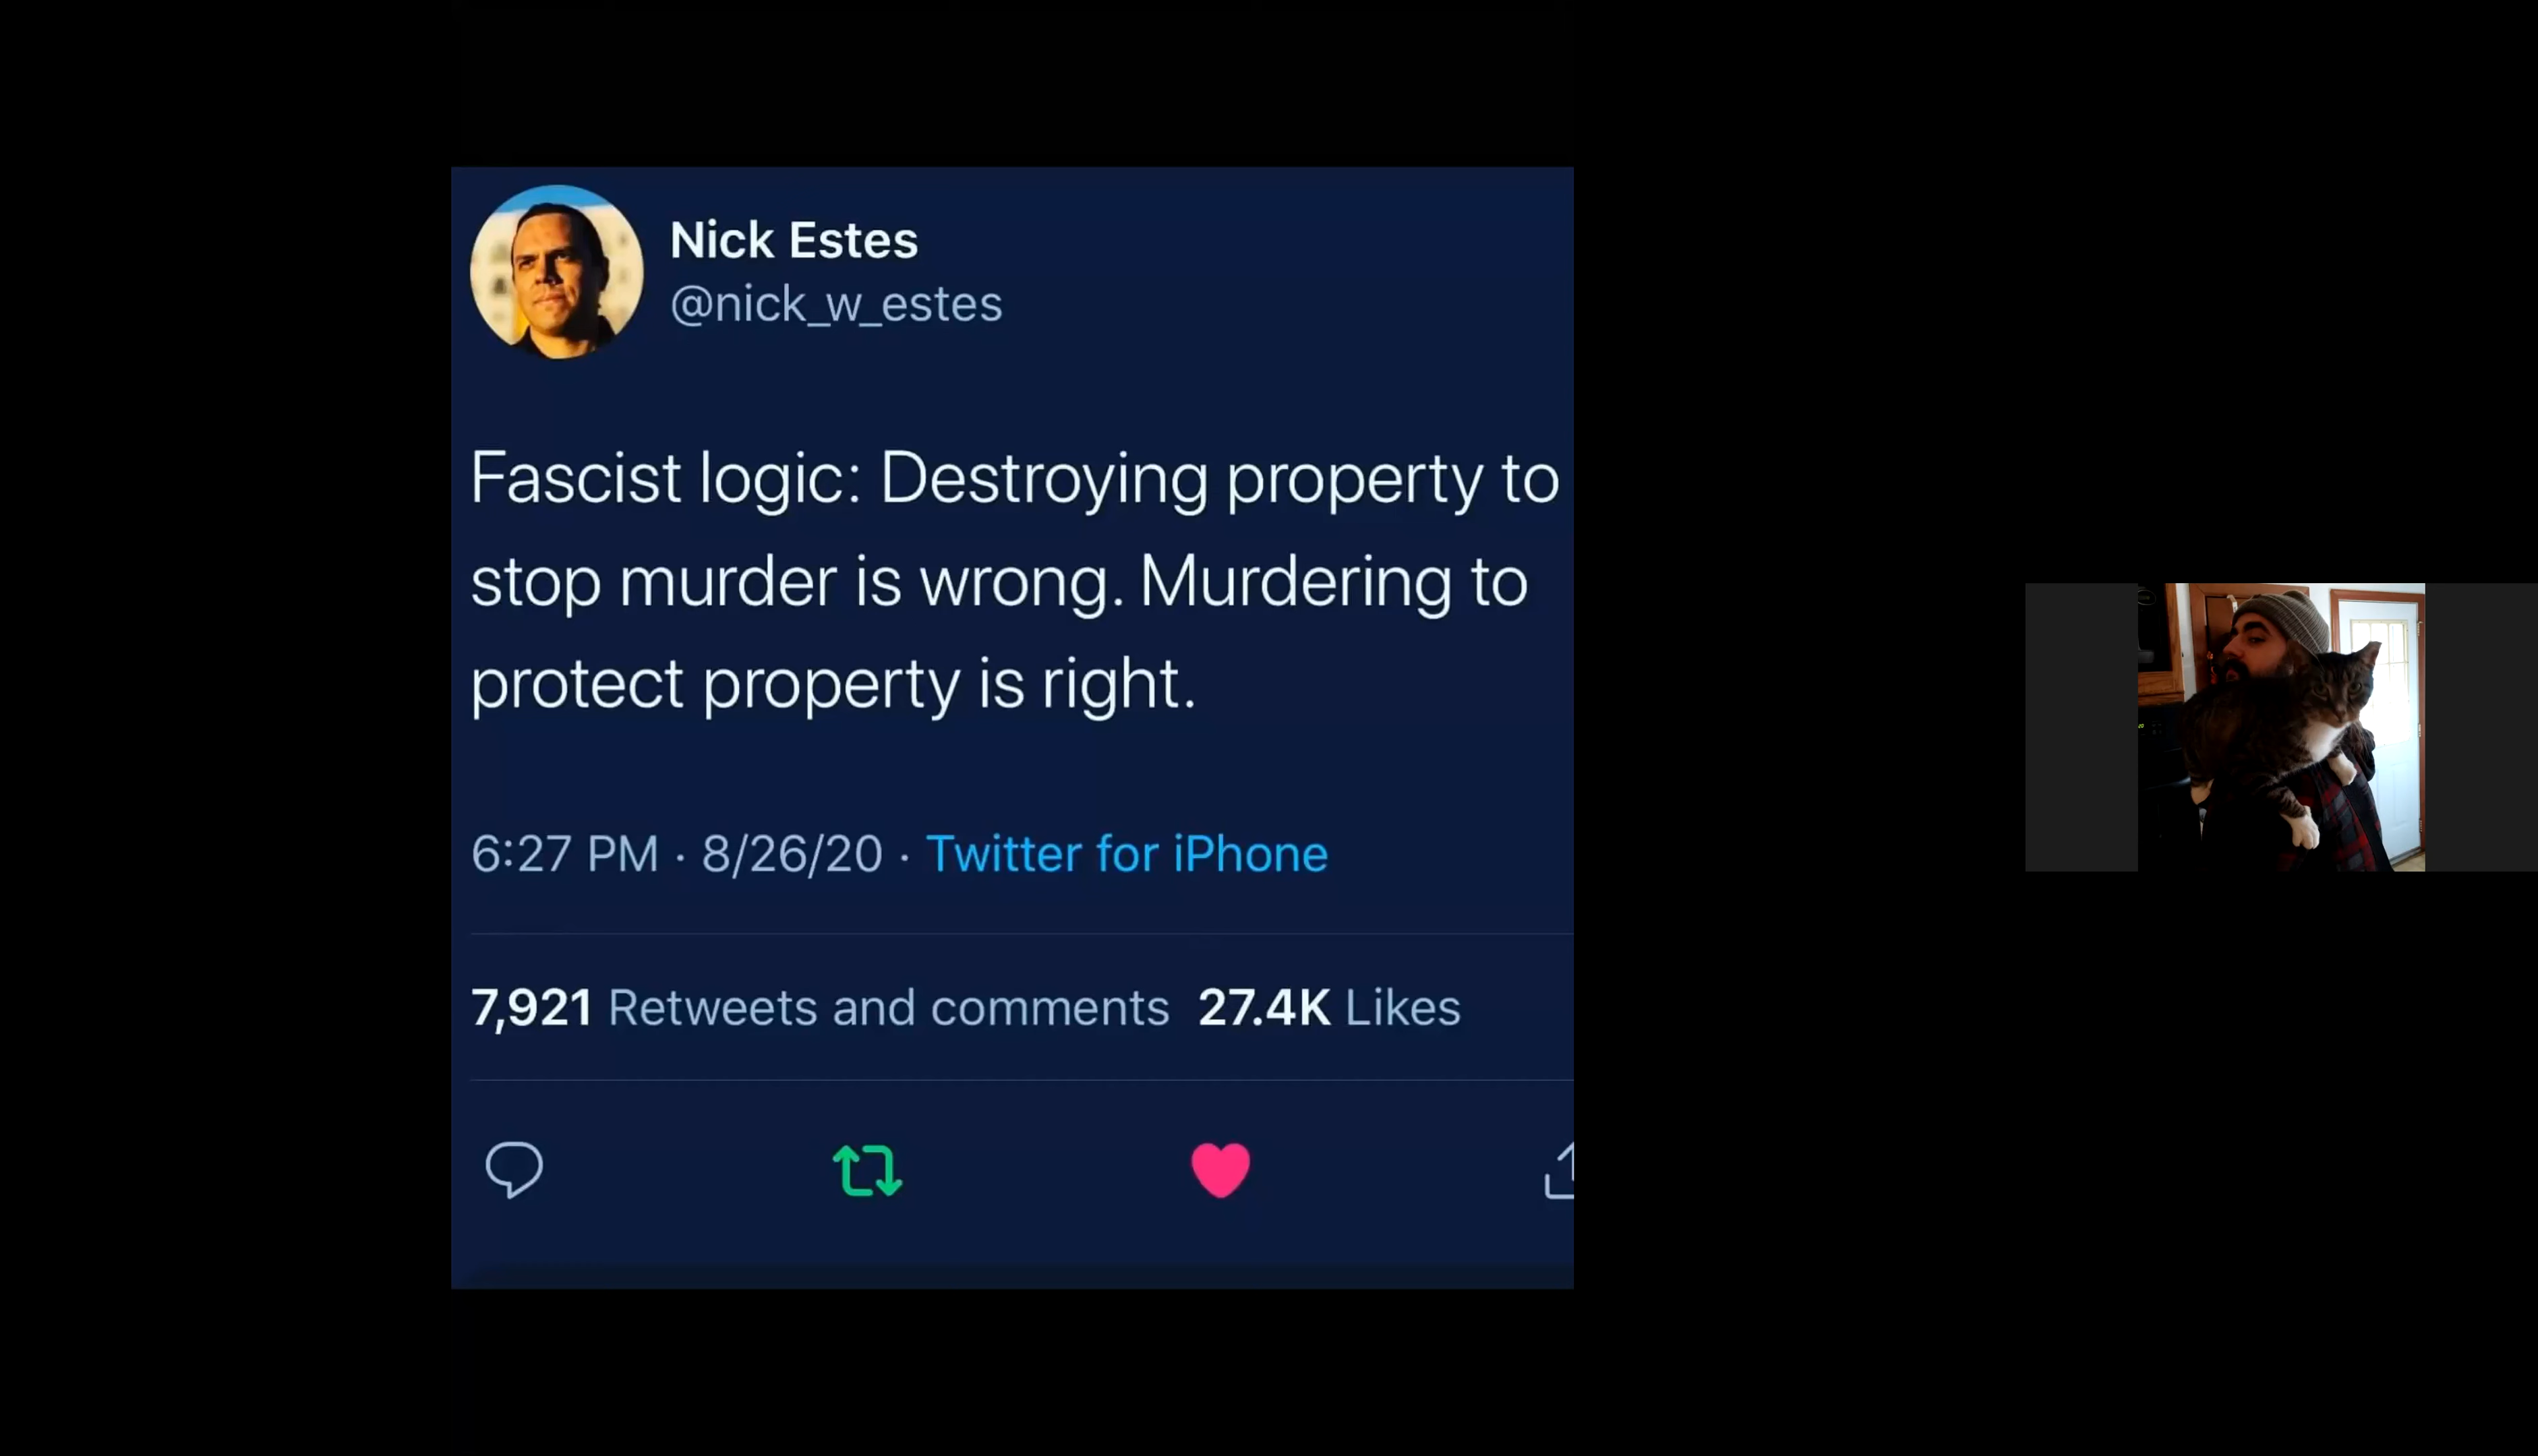 Nick Estes
@nick_w_estes
Fascist logic: Destroying property to
stop murder is wrong. Murdering to
protect property is right.
6:27 PM · 8/26/20 · Twitter for iPhone
7,921 Retweets and comments 27.4K Likes